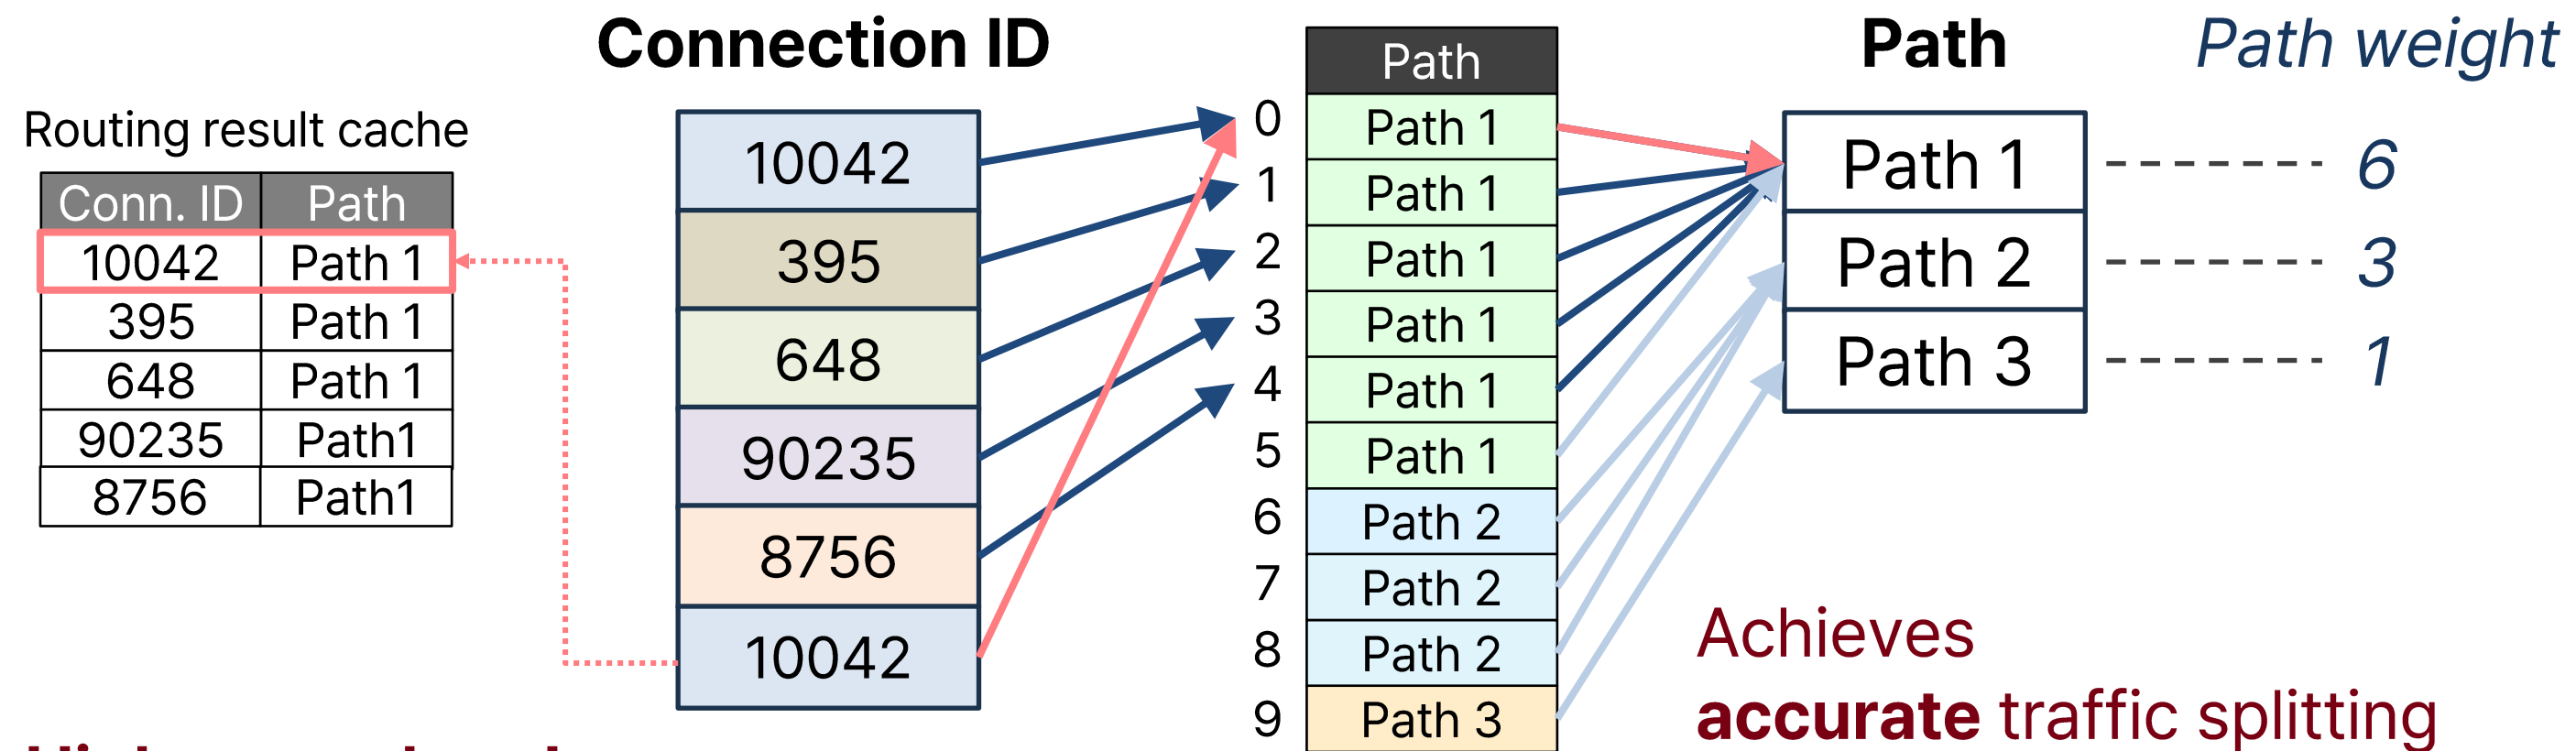 Connection ID
Path
Path weight
Routing result cache
Conn. ID Path
10042 Path 1
395 Path 1
648 Path 1
90235 Path1
8756 Path1
10042
395
648
90235
8756
10042
Path
0 Path 1
1 Path 1
2 Path 1
3 Path 1
4 Path 1
5 Path 1
6 Path 2
7 Path 2
8 Path 2
9 Path 3
Path 1 6
Path 2 3
Path 3 1
Achieves
accurate traffic splitting